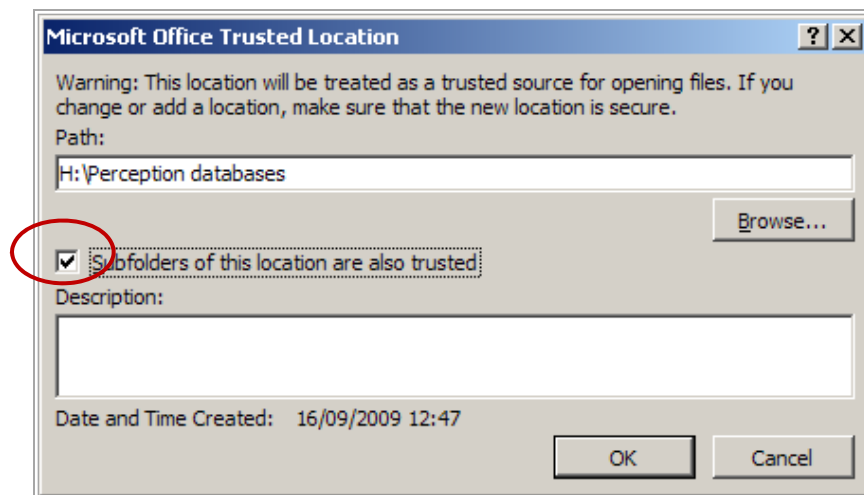 Microsoft Office Trusted Location
Warning: This location will be treated as a trusted source for opening files. If you
change or add a location, make sure that the new location is secure.
Path:
H:\Perception databases
Browse...
Subfolders of this location are also trusted
Description:
Date and Time Created: 16/09/2009 12:47
OK Cancel